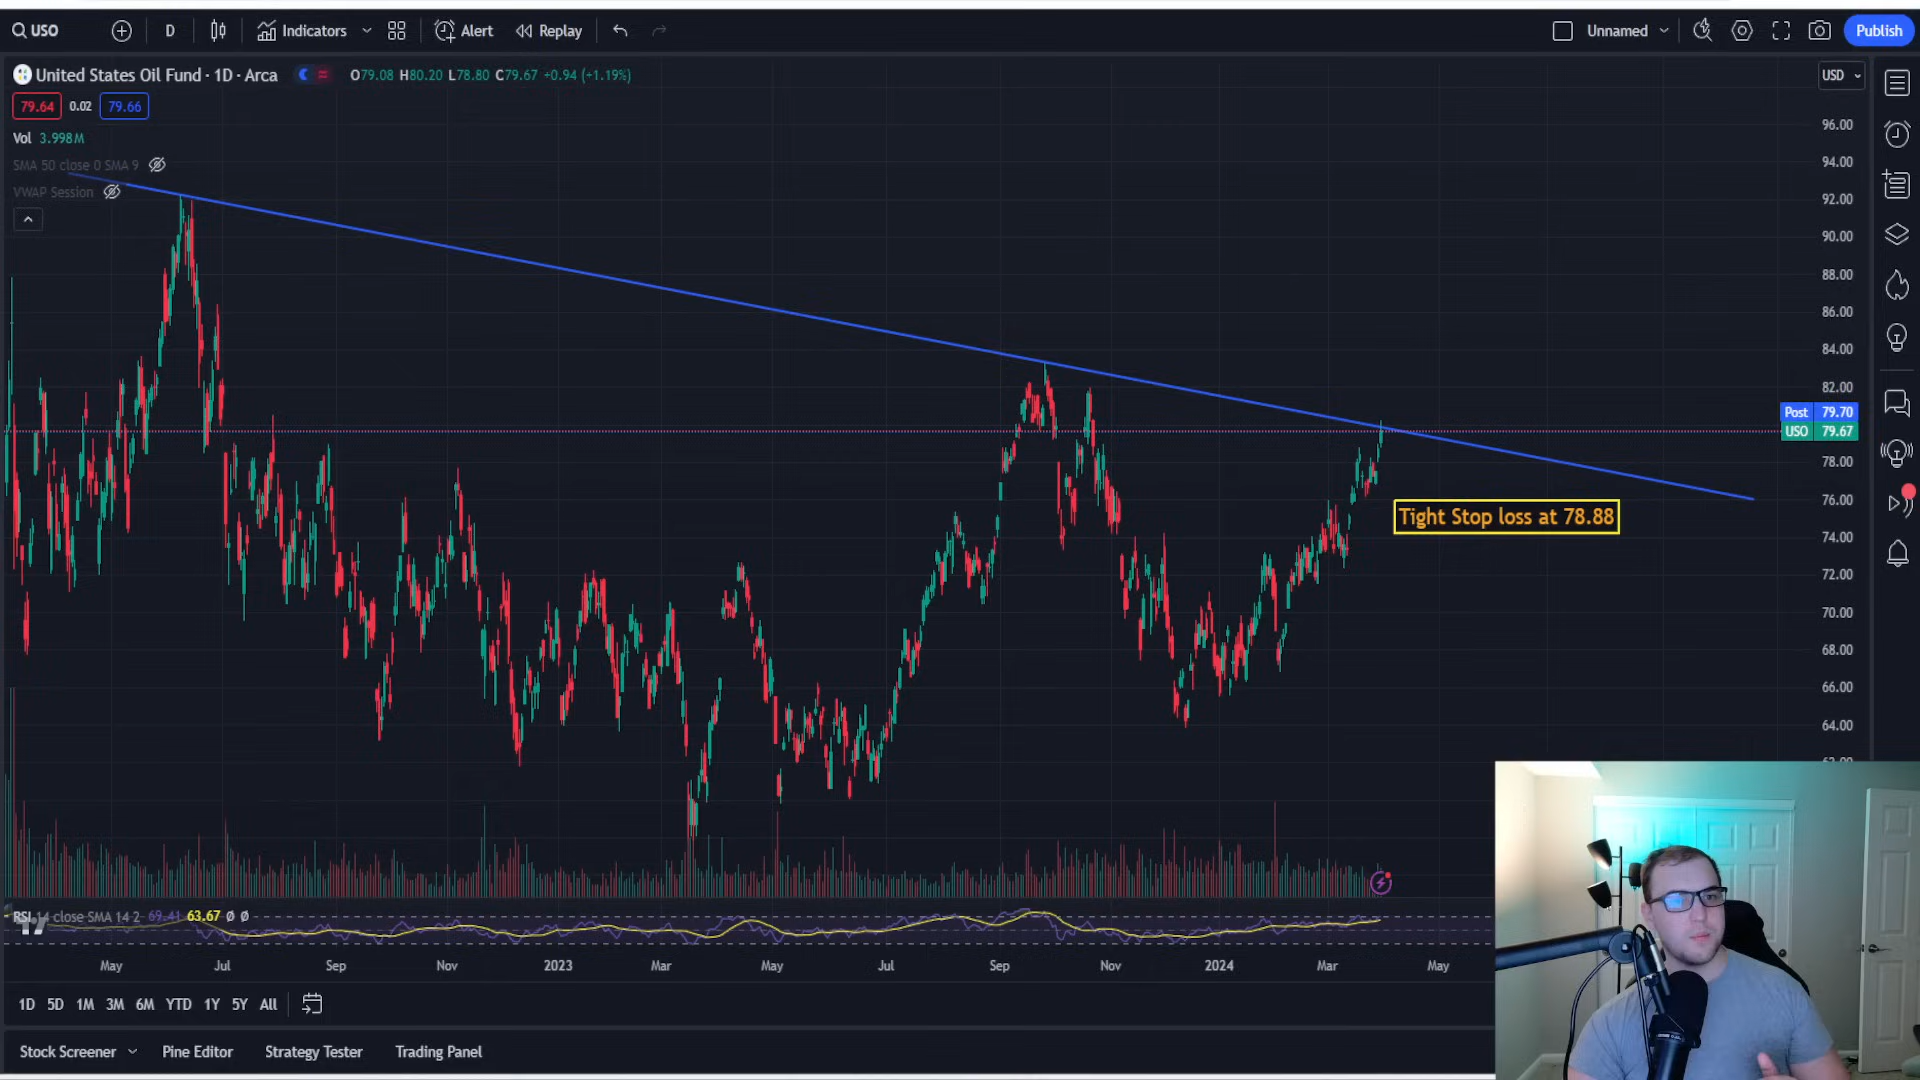 USO
D
Indicators
Alert
Replay
Unnamed
Publish
United States Oil Fund · 1D · Arca
O79.08 H80.20 L78.80 C79.67 +0.94 (+1.19%)
USD
79.64 0.02 79.66
Vol 3.998M
SMA 50 close 0 SMA 9
VWAP Session
96.00
94.00
92.00
90.00
88.00
86.00
84.00
82.00
Post 79.70
USO 79.67
78.00
76.00
Tight Stop loss at 78.88
74.00
72.00
70.00
68.00
66.00
64.00
62.00
RSI 14 close SMA 14 2 69.41 63.67 Ø Ø
May Jul Sep Nov 2023 Mar May Jul Sep Nov 2024 Mar May
1D 5D 1M 3M 6M YTD 1Y 5Y All
Stock Screener Pine Editor Strategy Tester Trading Panel